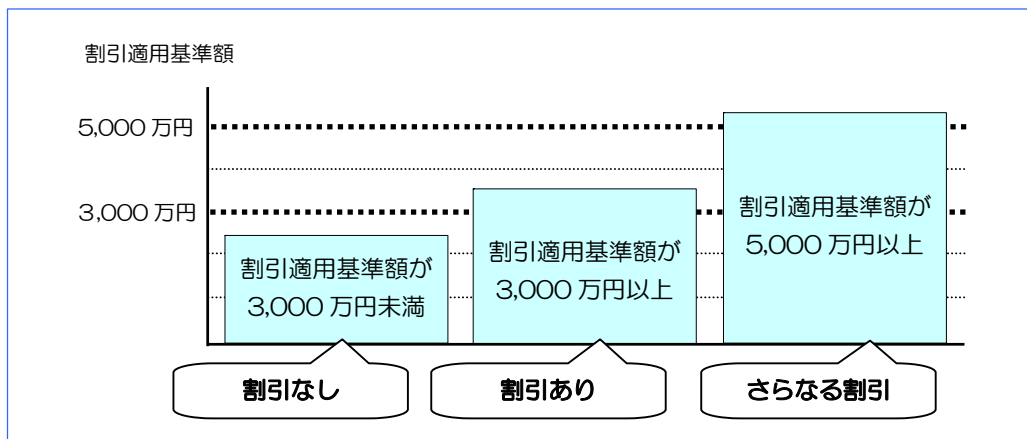 割引適用基準額
5,000 万円
3,000 万円
割引適用基準額が
3,000 万円未満
割引適用基準額が
3,000 万円以上
割引適用基準額が
5,000 万円以上
割引なし
割引あり
さらなる割引